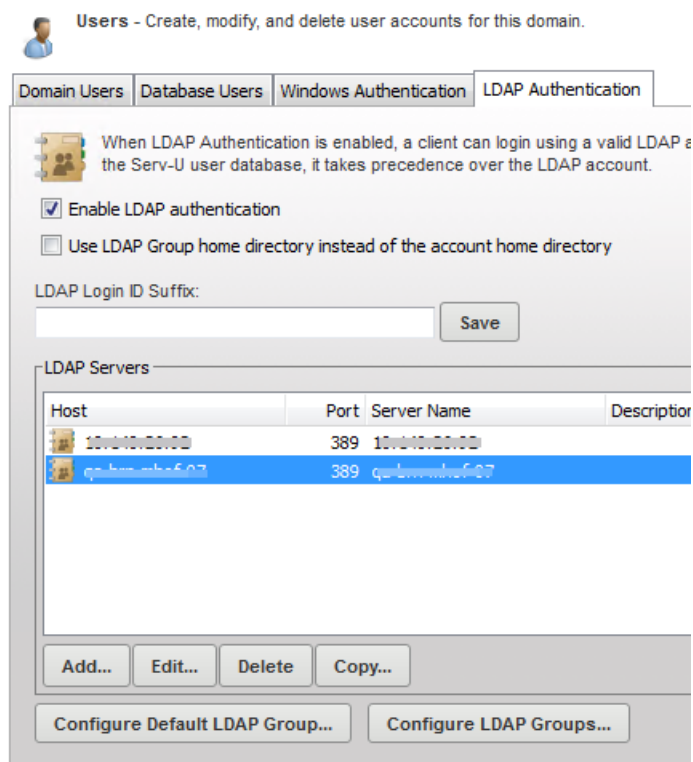 Users - Create, modify, and delete user accounts for this domain.
Domain Users Database Users Windows Authentication LDAP Authentication
When LDAP Authentication is enabled, a client can login using a valid LDAP a
the Serv-U user database, it takes precedence over the LDAP account.
Enable LDAP authentication
Use LDAP Group home directory instead of the account home directory
LDAP Login ID Suffix:
Save
LDAP Servers
Host Port Server Name Description
389
389
Add... Edit... Delete Copy...
Configure Default LDAP Group... Configure LDAP Groups...